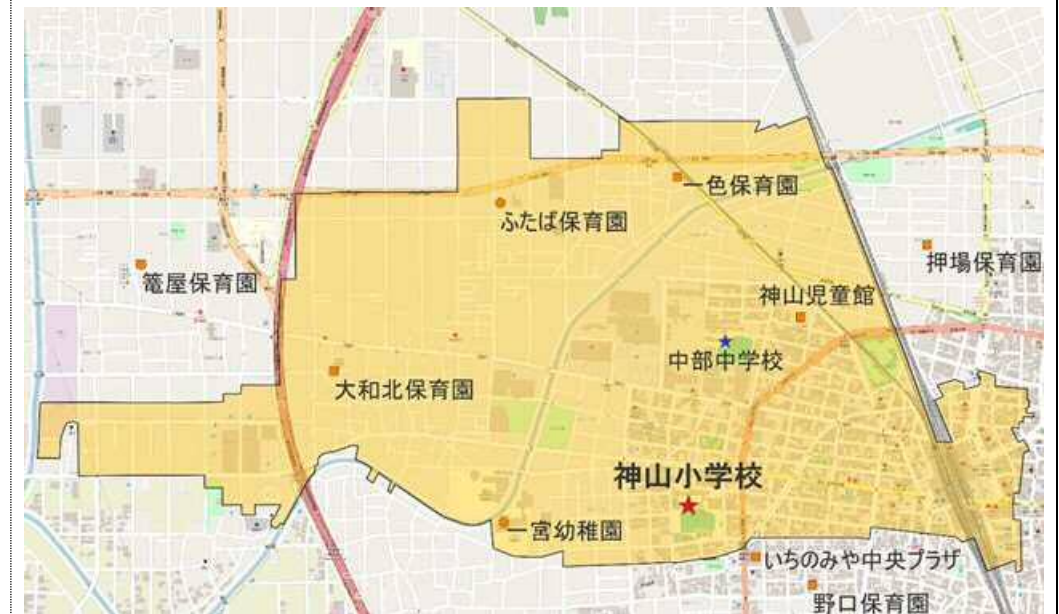 一色保育園
ふたば保育園
押場保育園
篭屋保育園
神山児童館
中部中学校
大和北保育園
神山小学校
一宮幼稚園
いちのみや中央プラザ
野口保育園